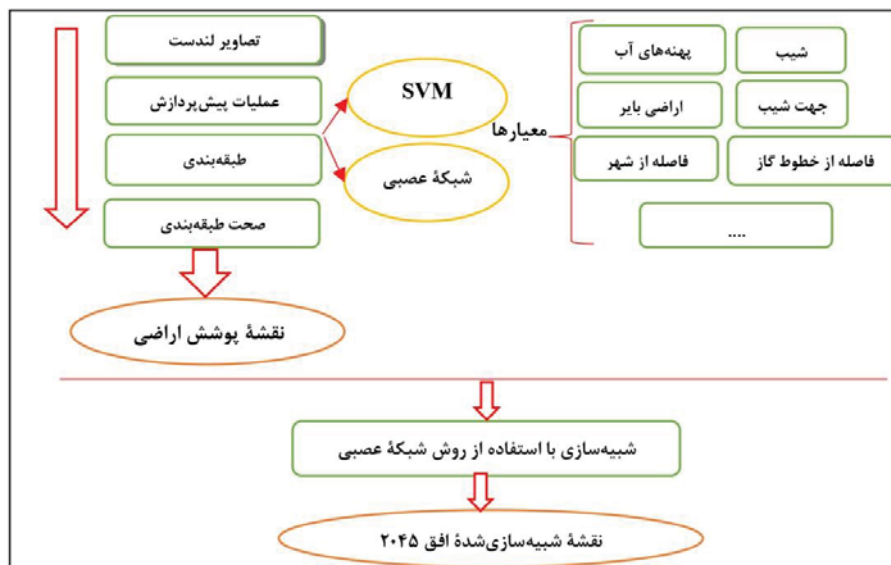 تصاویر لندست
عملیات پیش‌پردازش
طبقه‌بندی
صحت طبقه‌بندی
نقشهٔ پوشش اراضی
SVM
شبکهٔ عصبی
معیارها
شیب
پهنه‌های آب
جهت شیب
اراضی بایر
فاصله از خطوط گاز
فاصله از شهر
....
شبیه‌سازی با استفاده از روش شبکهٔ عصبی
نقشهٔ شبیه‌سازی‌شدهٔ افق ۲۰۴۵